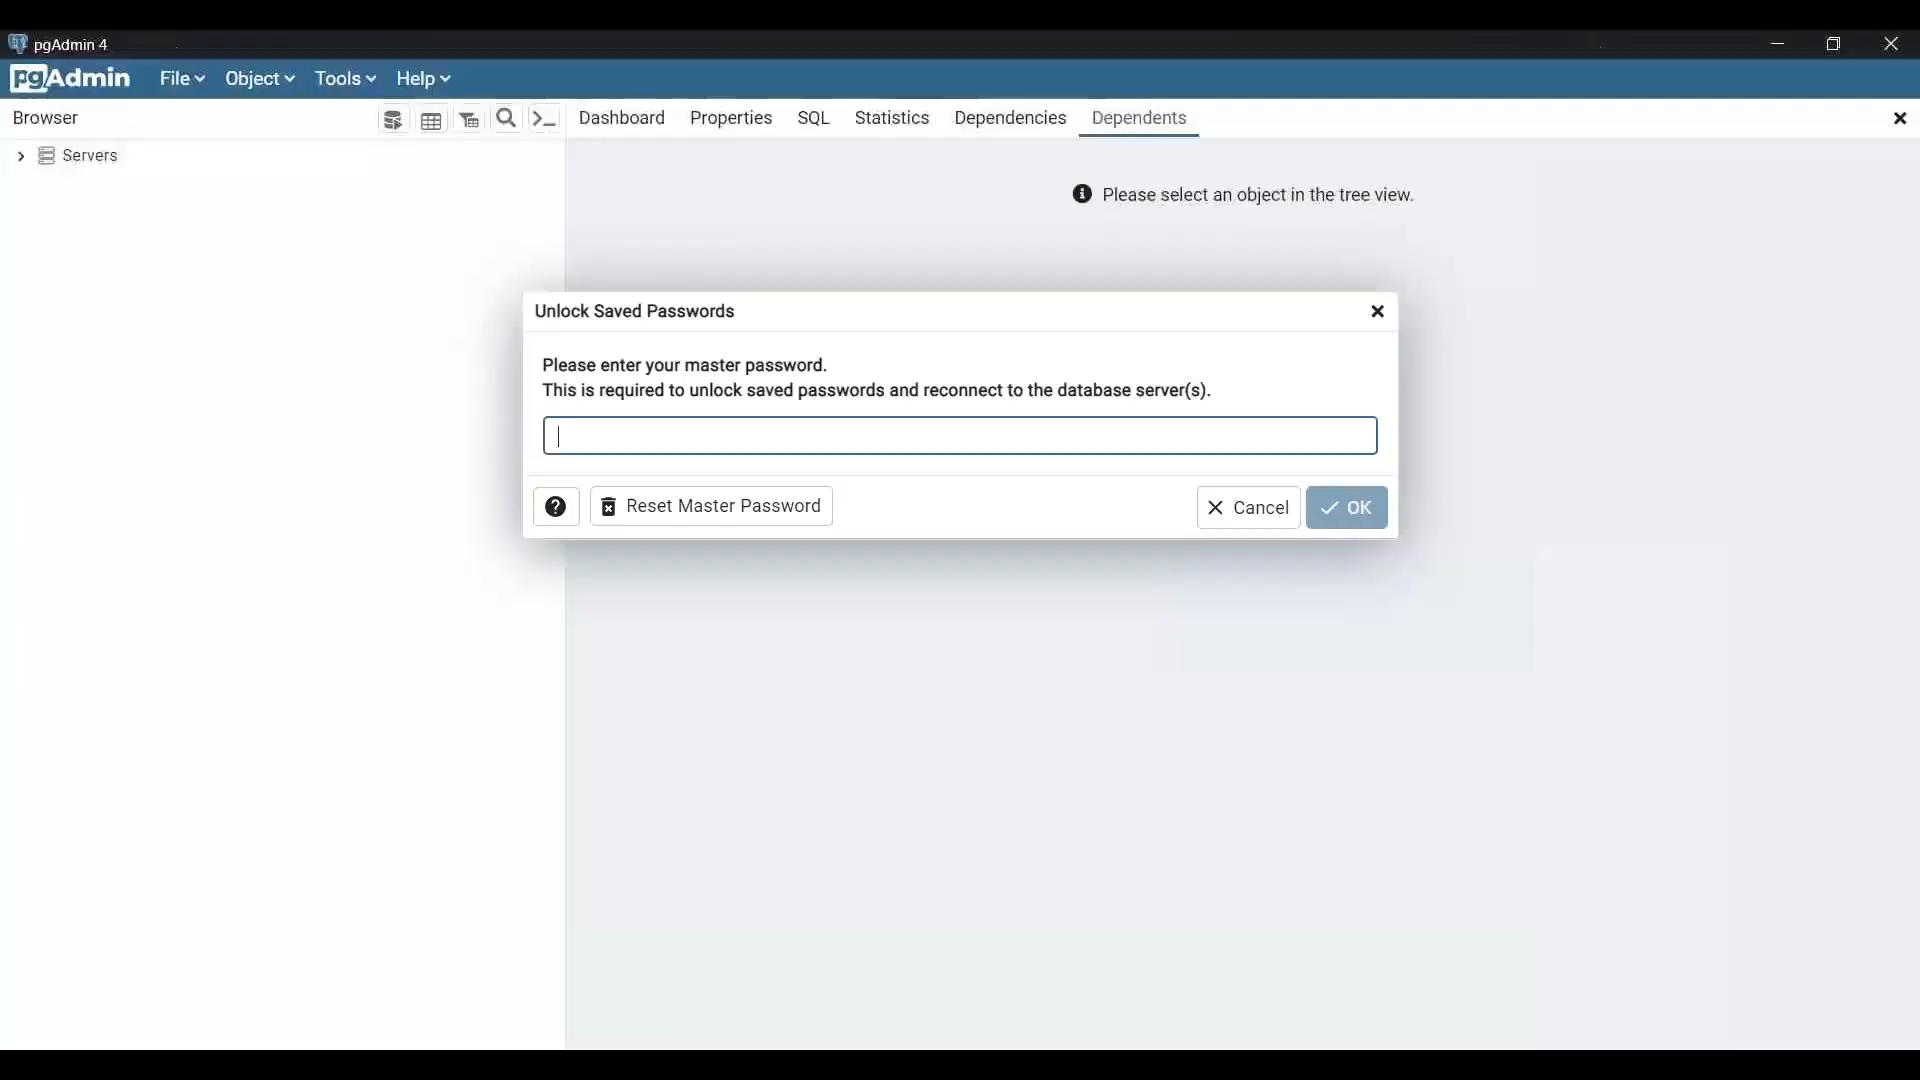 pgAdmin 4
pgAdmin File Object Tools Help
Browser Dashboard Properties SQL Statistics Dependencies Dependents
Servers
Please select an object in the tree view.
Unlock Saved Passwords
Please enter your master password.
This is required to unlock saved passwords and reconnect to the database server(s).
Reset Master Password Cancel OK